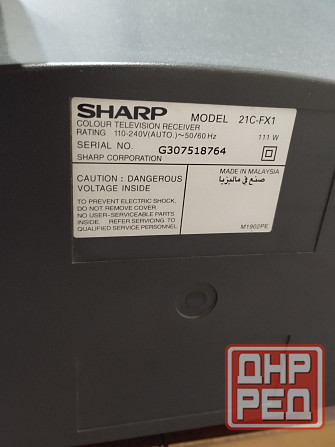 SHARP MODEL 21C-FX1
COLOUR TELEVISION RECEIVER
RATING 110-240V(AUTO.)~50/60 Hz 111 W
SERIAL NO. G307518764
SHARP CORPORATION
CAUTION : DANGEROUS
VOLTAGE INSIDE
TO PREVENT ELECTRIC SHOCK,
DO NOT REMOVE COVER.
NO USER-SERVICEABLE PARTS
INSIDE. REFER SERVICING TO
QUALIFIED SERVICE PERSONNEL.
MADE IN MALAYSIA
صنع في ماليزيا
M1902PE
ДНР
РЕД